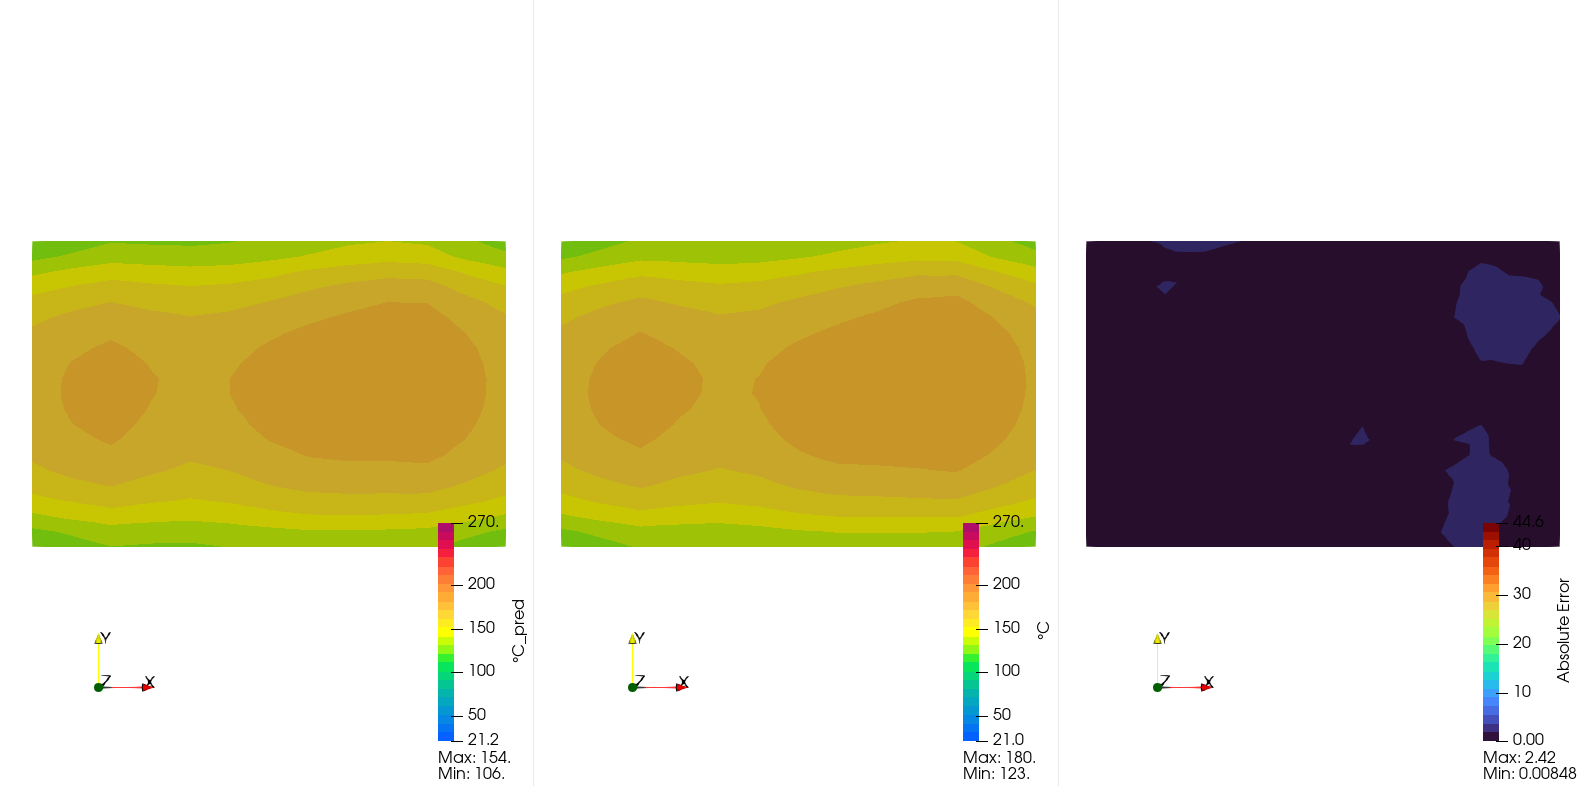 270.
200
150
100
50
21.2
°C_pred
Max: 154.
Min: 106.
Y
Z
X
270.
200
150
100
50
21.0
°C
Max: 180.
Min: 123.
Y
Z
X
44.6
40
30
20
10
0.00
Absolute Error
Max: 2.42
Min: 0.00848
Y
Z
X